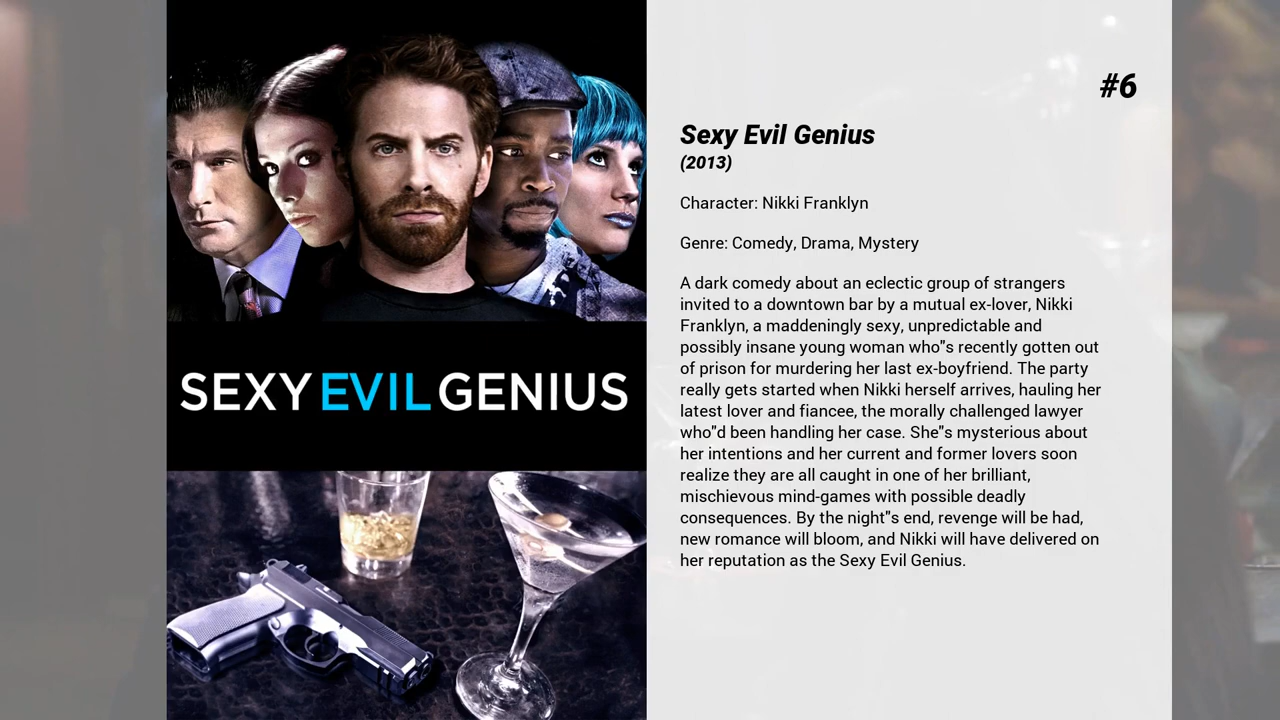 SEXY EVIL GENIUS
#6
Sexy Evil Genius
(2013)
Character: Nikki Franklyn
Genre: Comedy, Drama, Mystery
A dark comedy about an eclectic group of strangers
invited to a downtown bar by a mutual ex-lover, Nikki
Franklyn, a maddeningly sexy, unpredictable and
possibly insane young woman who"s recently gotten out
of prison for murdering her last ex-boyfriend. The party
really gets started when Nikki herself arrives, hauling her
latest lover and fiancee, the morally challenged lawyer
who"d been handling her case. She"s mysterious about
her intentions and her current and former lovers soon
realize they are all caught in one of her brilliant,
mischievous mind-games with possible deadly
consequences. By the night"s end, revenge will be had,
new romance will bloom, and Nikki will have delivered on
her reputation as the Sexy Evil Genius.